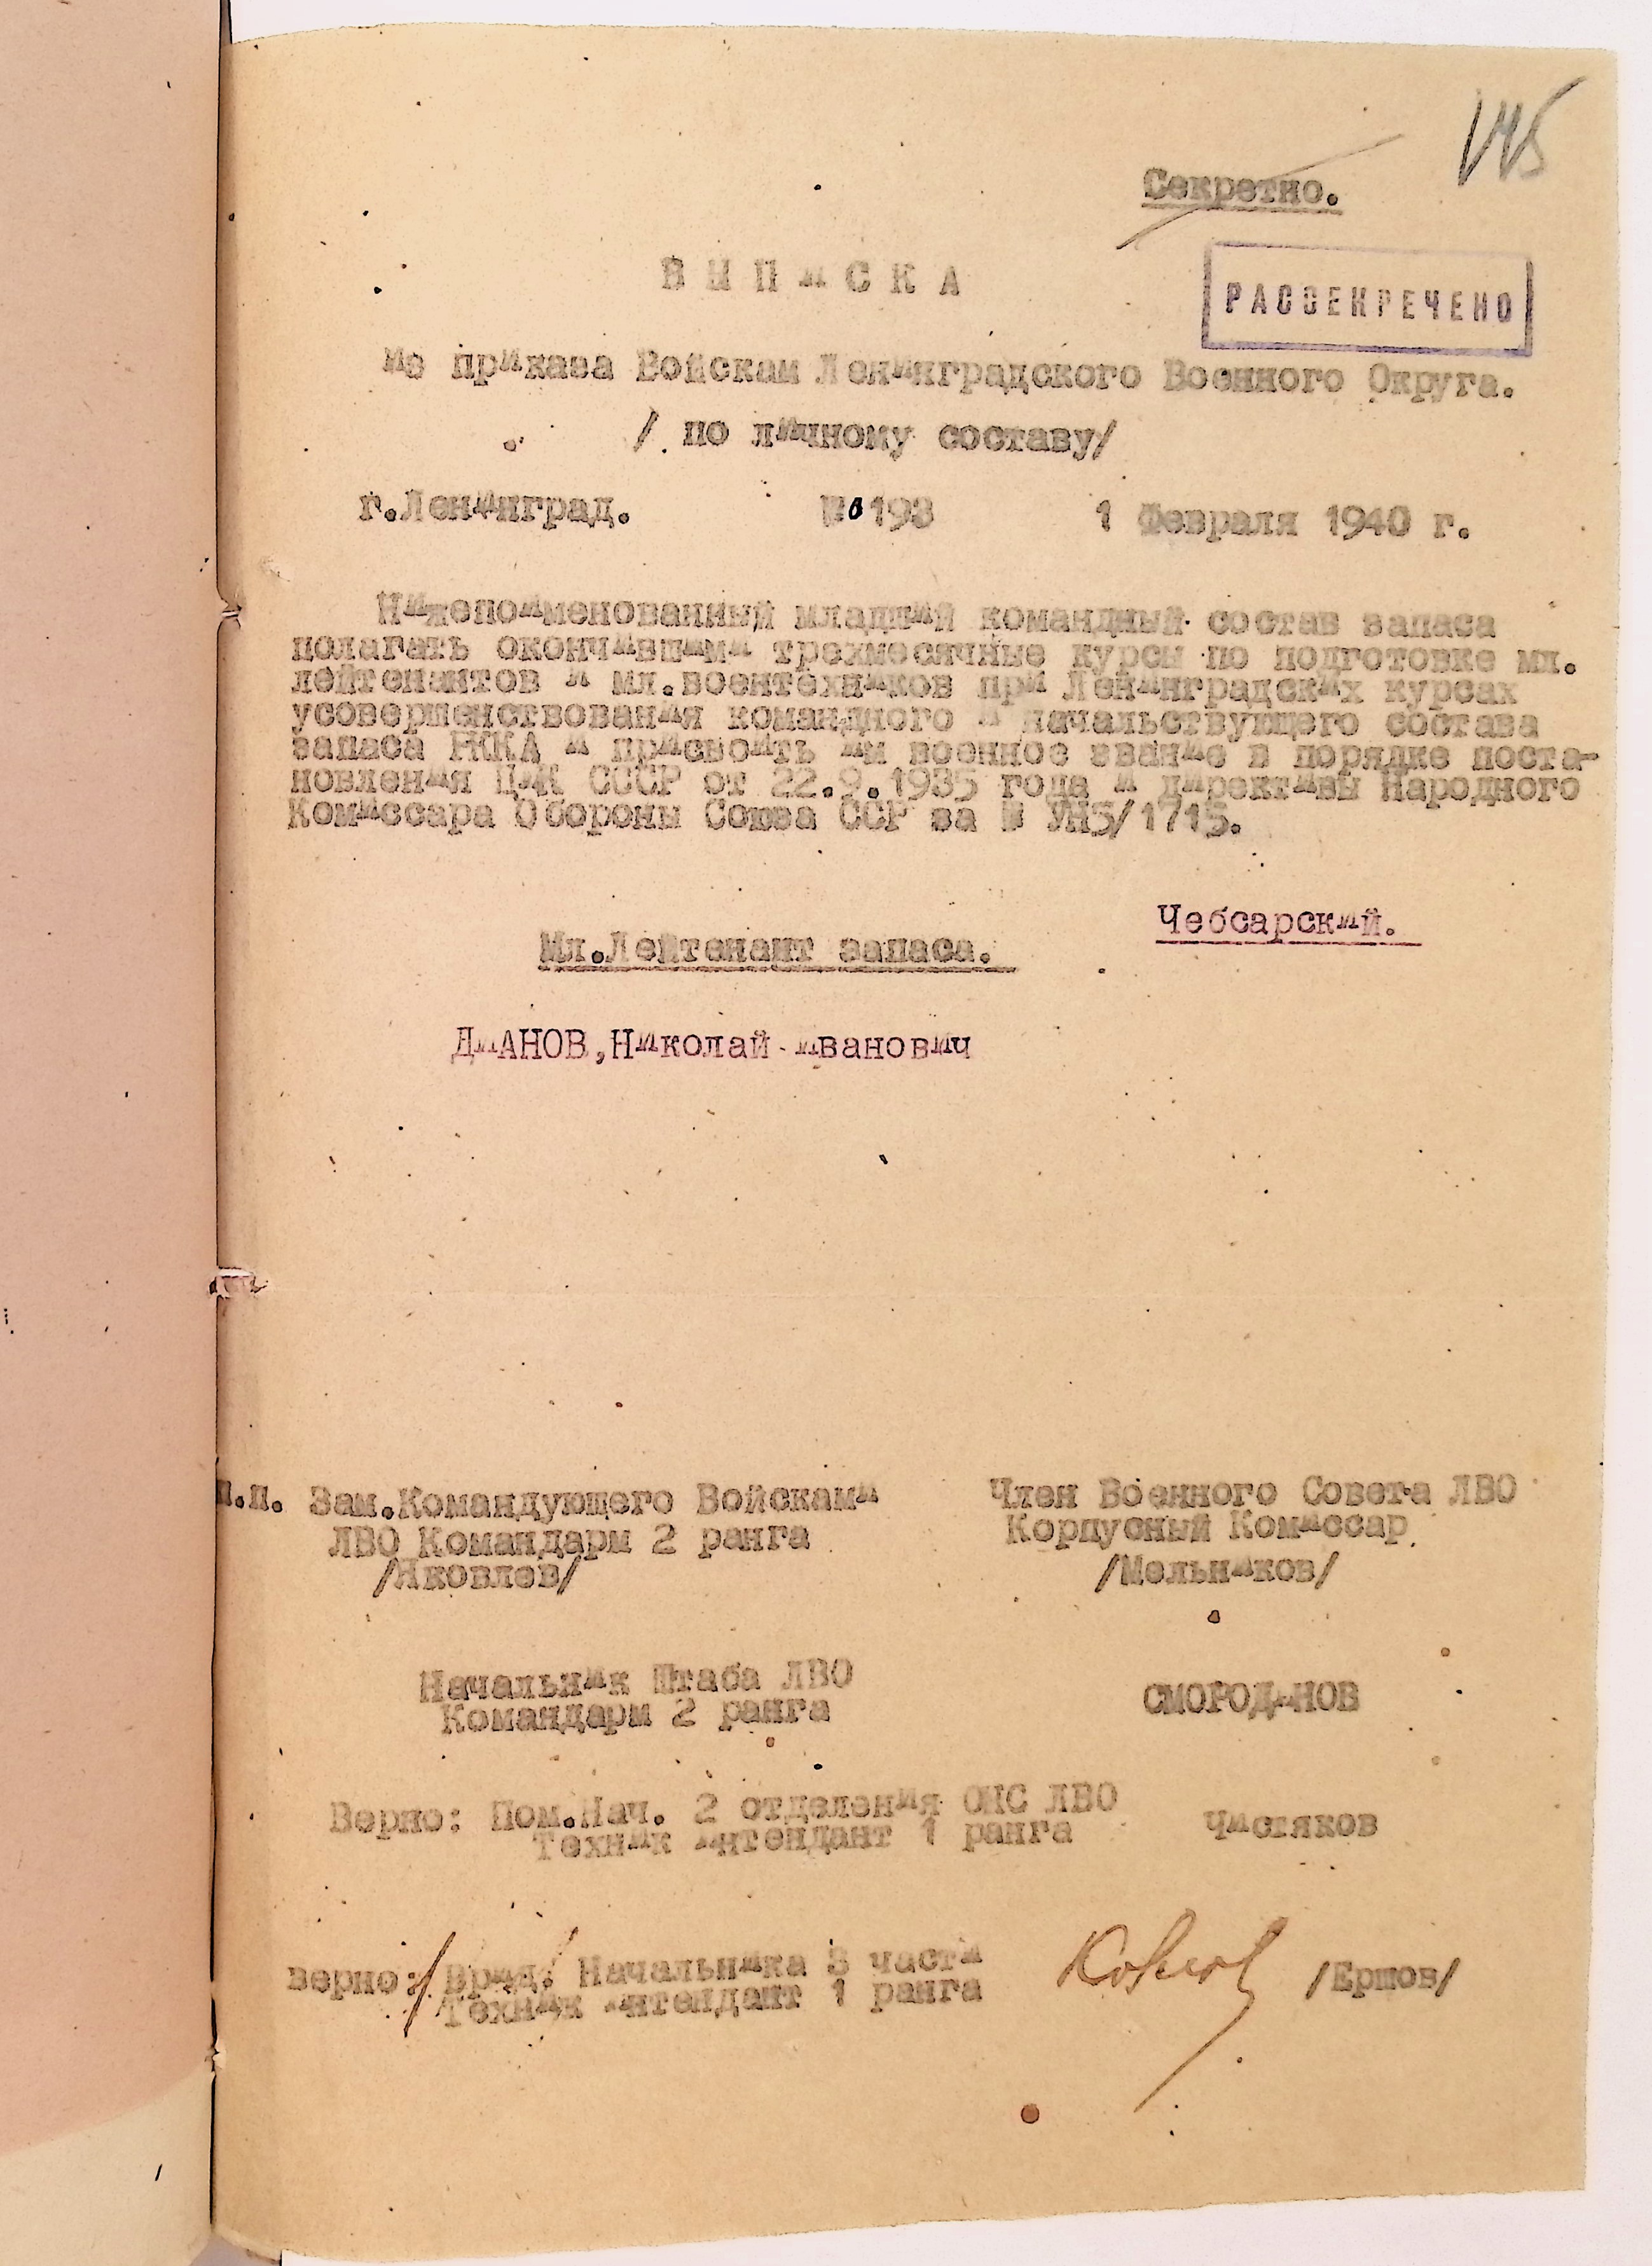 145
Секретно.
ВЫПИСКА
РАССЕКРЕЧЕНО
из приказа Войскам Ленинградского Военного Округа.
/ по личному составу/
г.Ленинград. №0193 1 Февраля 1940 г.
Нижепоименованный младший командный состав запаса
полагать окончившими трехмесячные курсы по подготовке мл.
лейтенантов и мл.воентехников при Ленинградских курсах
усовершенствования командного и начальствующего состава
запаса РККА и присвоить им военное звание в порядке поста-
новления ЦИК СССР от 22.9.1935 года и директивы Народного
Комиссара Обороны Союза ССР за № УН5/1715.
Чебсарский.
Мл.Лейтенант запаса.
ДИАНОВ,Николай Иванович
п.п. Зам.Командующего Войсками Член Военного Совета ЛВО
ЛВО Командарм 2 ранга Корпусный Комиссар
/Яковлев/ /Мельников/
Начальник Штаба ЛВО
Командарм 2 ранга СМОРОДИНОВ
Верно: Пом.Нач. 2 отделения ОКС ЛВО
Техник интендант 1 ранга Чистяков
верно:/ Врид. Начальника 3 части
Техник интендант 1 ранга /Ершов/